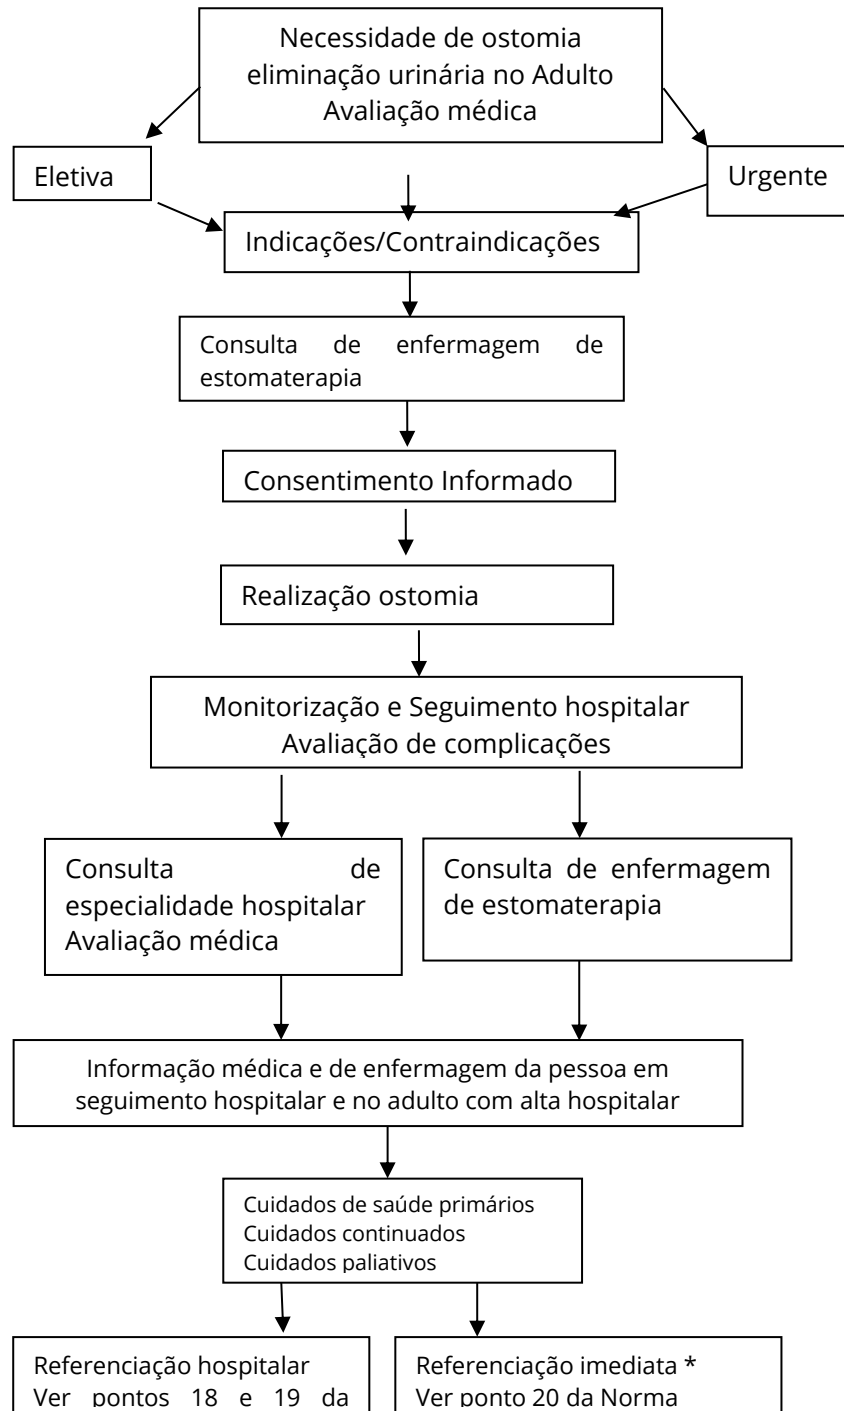 Necessidade de ostomia
eliminação urinária no Adulto
Avaliação médica
Eletiva
Urgente
Indicações/Contraindicações
Consulta de enfermagem de
estomaterapia
Consentimento Informado
Realização ostomia
Monitorização e Seguimento hospitalar
Avaliação de complicações
Consulta de
especialidade hospitalar
Avaliação médica
Consulta de enfermagem
de estomaterapia
Informação médica e de enfermagem da pessoa em
seguimento hospitalar e no adulto com alta hospitalar
Cuidados de saúde primários
Cuidados continuados
Cuidados paliativos
Referenciação hospitalar
Ver pontos 18 e 19 da
Referenciação imediata *
Ver ponto 20 da Norma